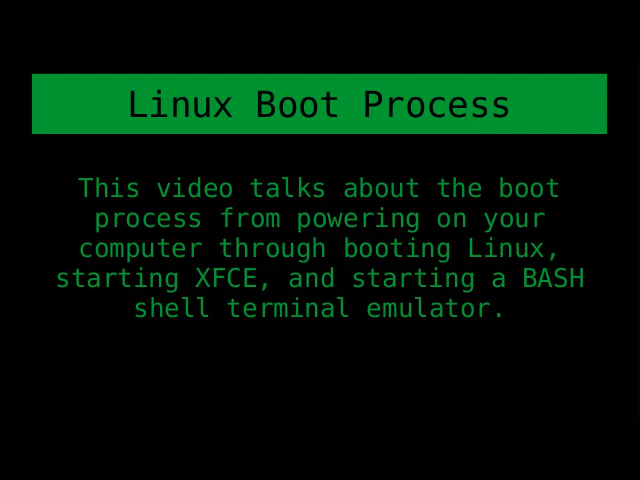 Linux Boot Process
This video talks about the boot
process from powering on your
computer through booting Linux,
starting XFCE, and starting a BASH
shell terminal emulator.